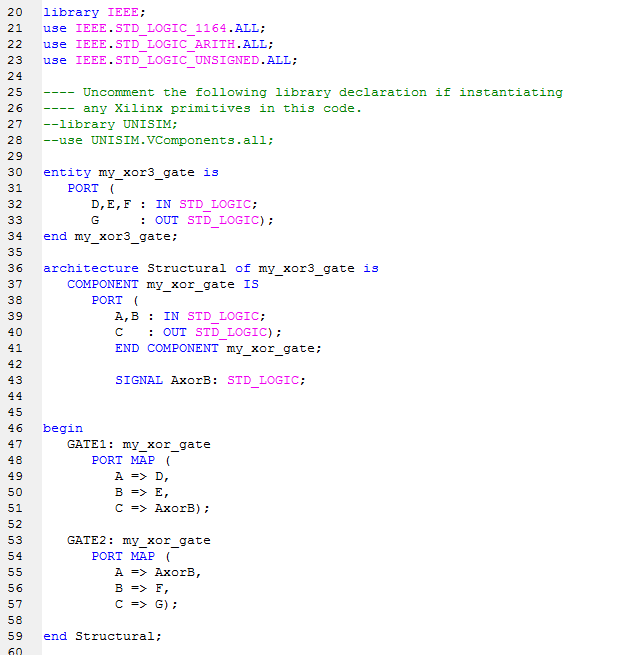 20 library IEEE;
21 use IEEE.STD_LOGIC_1164.ALL;
22 use IEEE.STD_LOGIC_ARITH.ALL;
23 use IEEE.STD_LOGIC_UNSIGNED.ALL;
24
25 ---- Uncomment the following library declaration if instantiating
26 ---- any Xilinx primitives in this code.
27 --library UNISIM;
28 --use UNISIM.VComponents.all;
29
30 entity my_xor3_gate is
31    PORT (
32       D,E,F : IN STD_LOGIC;
33       G     : OUT STD_LOGIC);
34 end my_xor3_gate;
35
36 architecture Structural of my_xor3_gate is
37    COMPONENT my_xor_gate IS
38       PORT (
39          A,B : IN STD_LOGIC;
40          C   : OUT STD_LOGIC);
41          END COMPONENT my_xor_gate;
42
43          SIGNAL AxorB: STD_LOGIC;
44
45
46 begin
47    GATE1: my_xor_gate
48       PORT MAP (
49          A => D,
50          B => E,
51          C => AxorB);
52
53    GATE2: my_xor_gate
54       PORT MAP (
55          A => AxorB,
56          B => F,
57          C => G);
58
59 end Structural;
60